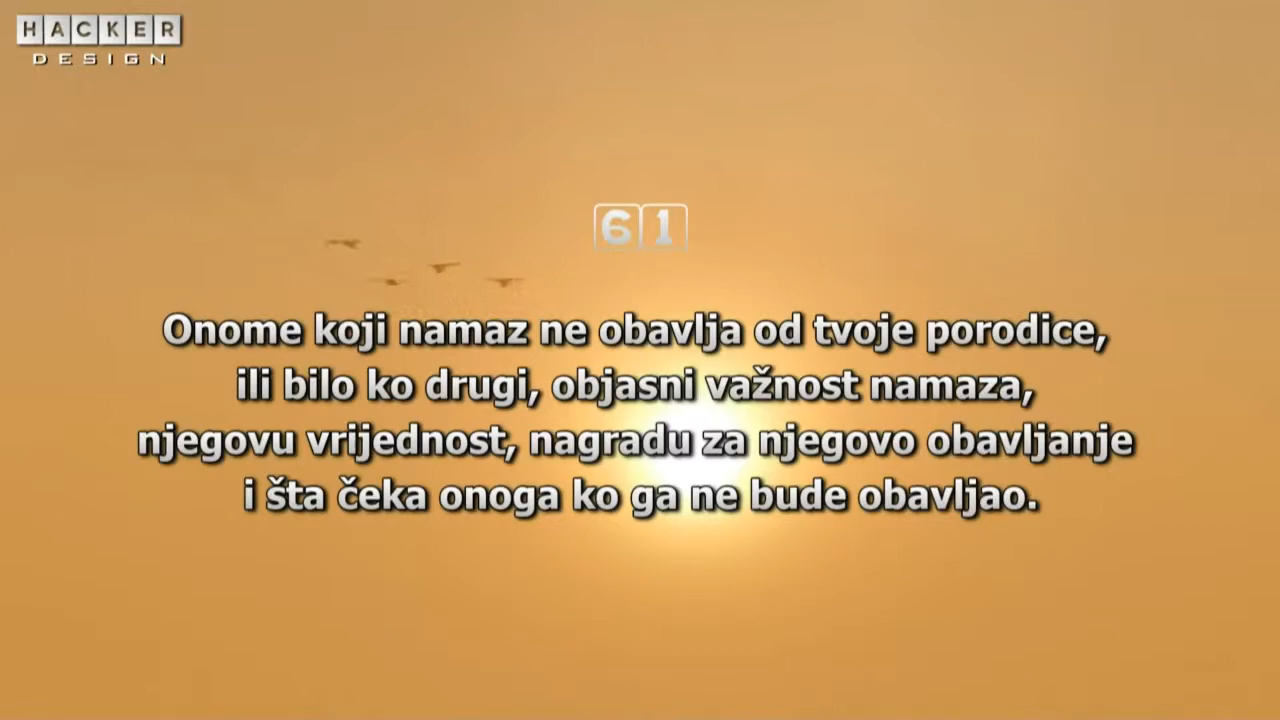 HACKER
DESIGN
61
Onome koji namaz ne obavlja od tvoje porodice,
ili bilo ko drugi, objasni važnost namaza,
njegovu vrijednost, nagradu za njegovo obavljanje
i šta čeka onoga ko ga ne bude obavljao.